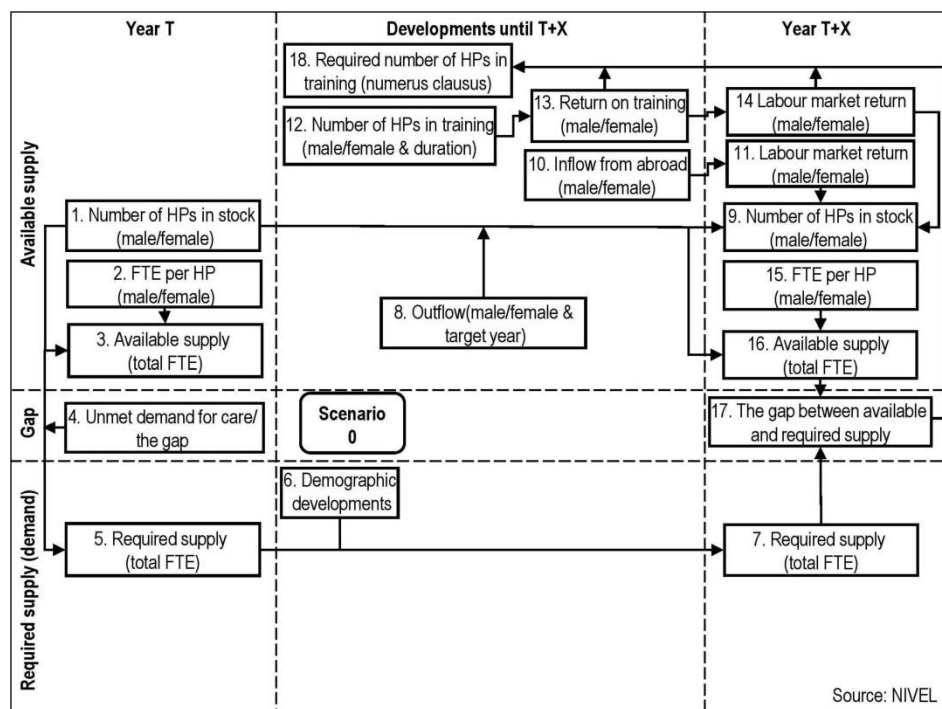 Year T
Developments until T+X
Year T+X
Available supply
18. Required number of HPs in
training (numerus clausus)
13. Return on training
(male/female)
14 Labour market return
(male/female)
12. Number of HPs in training
(male/female & duration)
10. Inflow from abroad
(male/female)
11. Labour market return
(male/female)
1. Number of HPs in stock
(male/female)
9. Number of HPs in stock
(male/female)
2. FTE per HP
(male/female)
15. FTE per HP
(male/female)
8. Outflow(male/female &
target year)
3. Available supply
(total FTE)
16. Available supply
(total FTE)
Gap
4. Unmet demand for care/
the gap
Scenario
0
17. The gap between available
and required supply
Required supply (demand)
6. Demographic
developments
5. Required supply
(total FTE)
7. Required supply
(total FTE)
Source: NIVEL